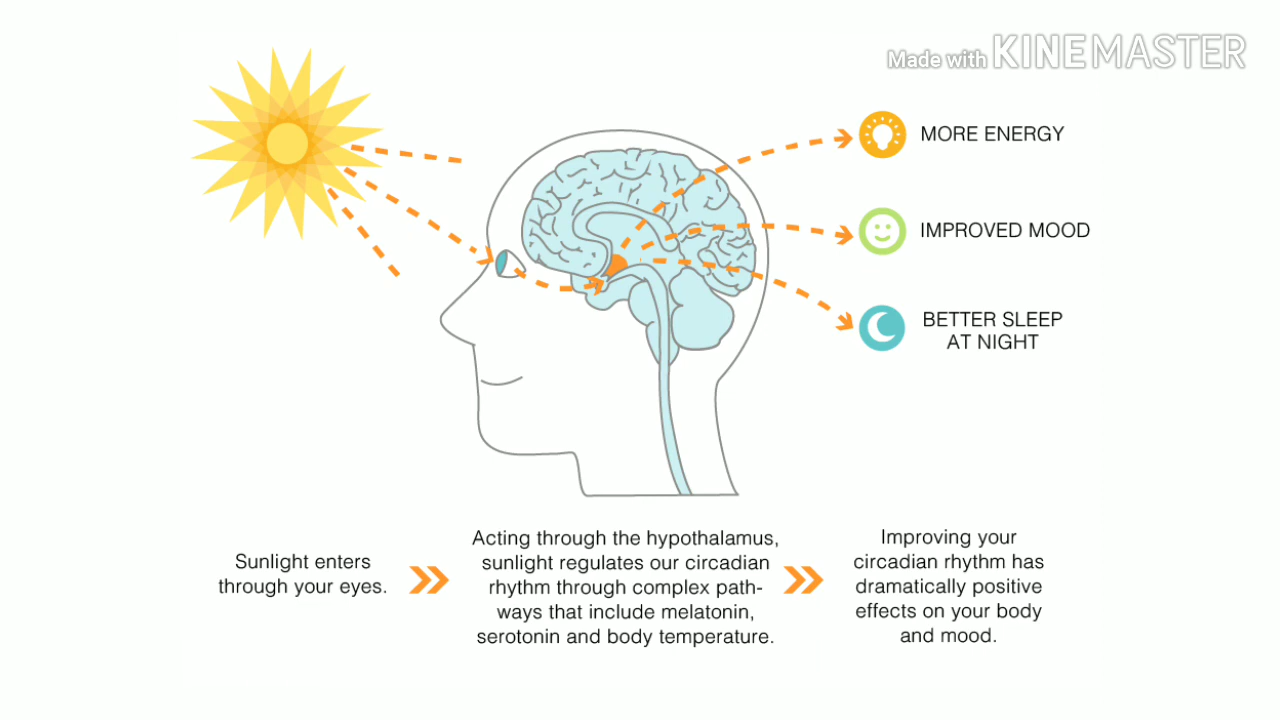 Made with KINEMASTER
MORE ENERGY
IMPROVED MOOD
BETTER SLEEP
AT NIGHT
Sunlight enters
through your eyes.
Acting through the hypothalamus,
sunlight regulates our circadian
rhythm through complex path-
ways that include melatonin,
serotonin and body temperature.
Improving your
circadian rhythm has
dramatically positive
effects on your body
and mood.